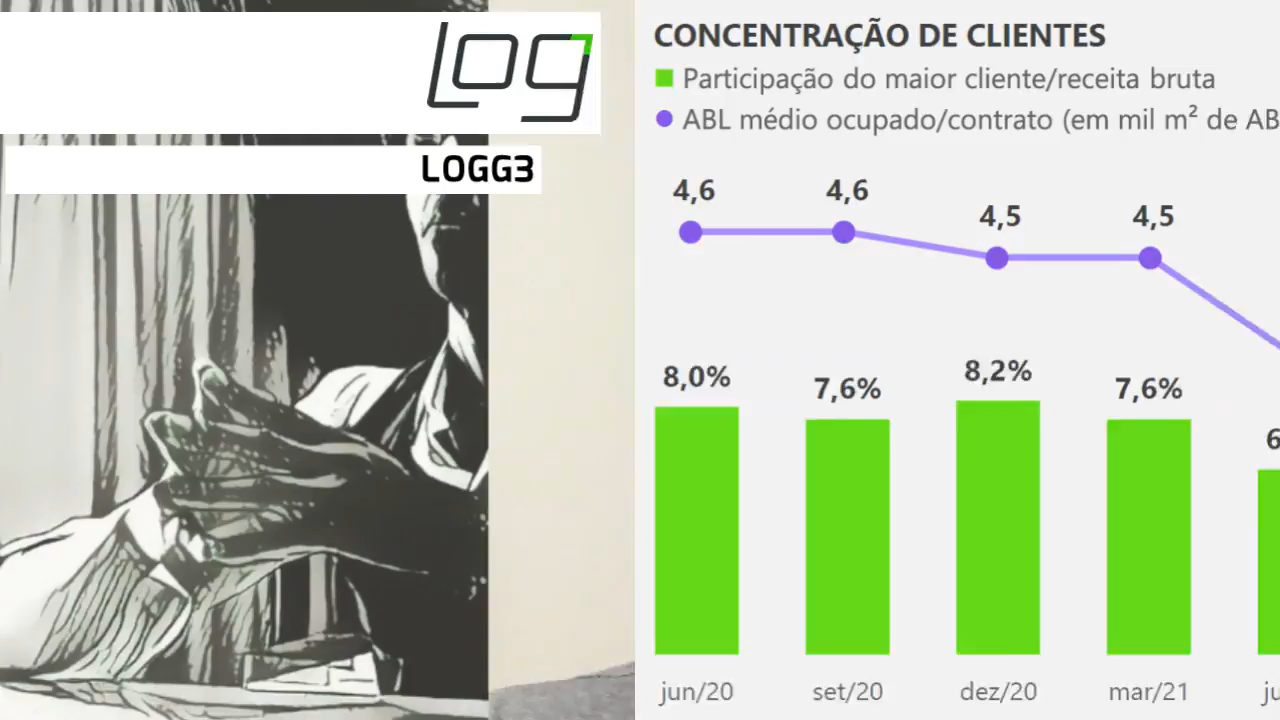 Log
LOGG3
CONCENTRAÇÃO DE CLIENTES
Participação do maior cliente/receita bruta
ABL médio ocupado/contrato (em mil m² de AB
4,6 4,6 4,5 4,5
8,0% 7,6% 8,2% 7,6% 6
jun/20 set/20 dez/20 mar/21 ju